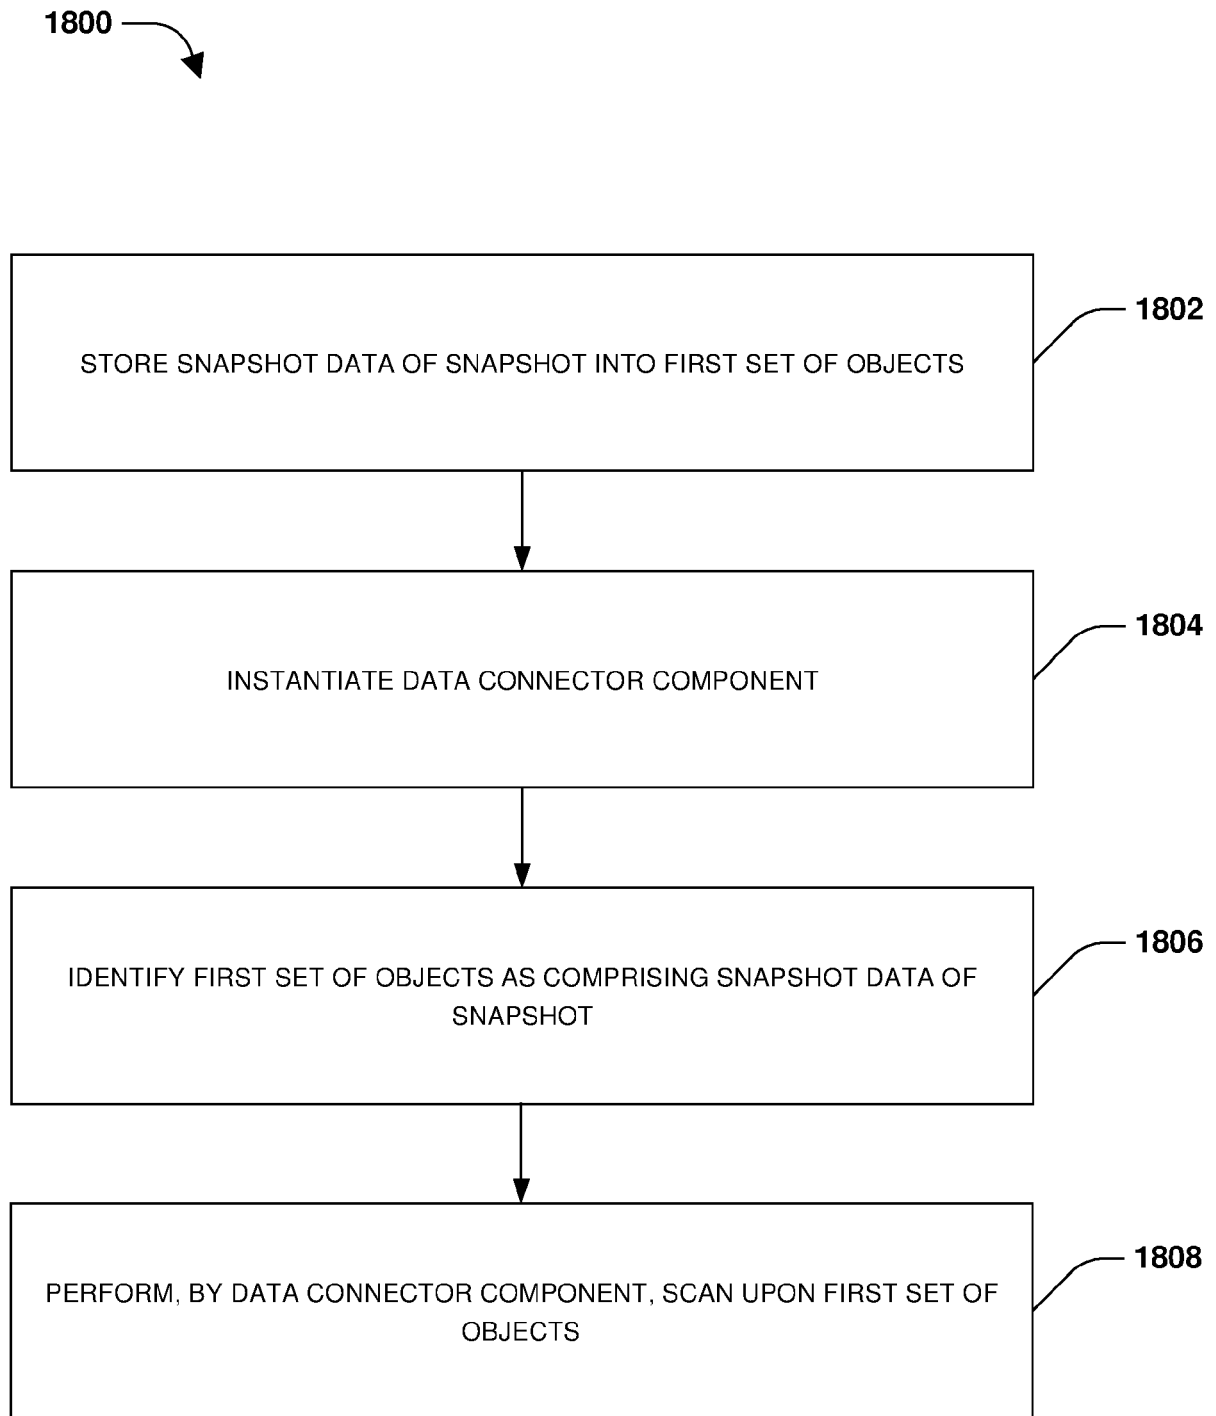 1800
STORE SNAPSHOT DATA OF SNAPSHOT INTO FIRST SET OF OBJECTS
1802
INSTANTIATE DATA CONNECTOR COMPONENT
1804
IDENTIFY FIRST SET OF OBJECTS AS COMPRISING SNAPSHOT DATA OF
SNAPSHOT
1806
PERFORM, BY DATA CONNECTOR COMPONENT, SCAN UPON FIRST SET OF
OBJECTS
1808